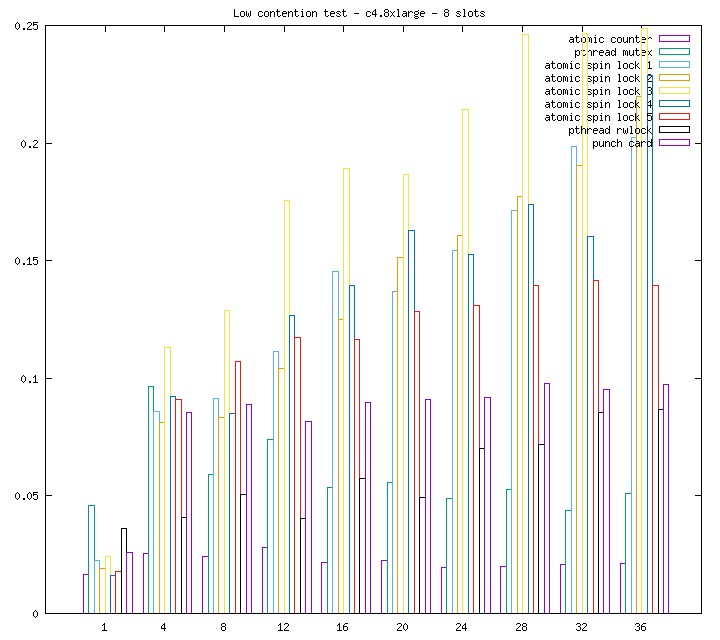 Low contention test - c4.8xlarge - 8 slots
0.25
0.2
0.15
0.1
0.05
0
atomic counter
pthread mutex
atomic spin lock 1
atomic spin lock 2
atomic spin lock 3
atomic spin lock 4
atomic spin lock 5
pthread rwlock
punch card
1 4 8 12 16 20 24 28 32 36